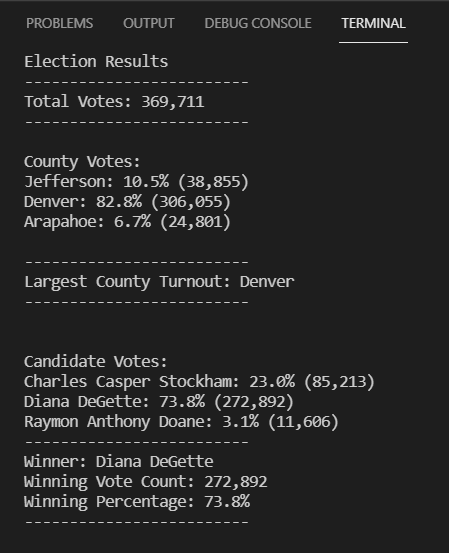 PROBLEMS OUTPUT DEBUG CONSOLE TERMINAL
Election Results
-------------------------
Total Votes: 369,711
-------------------------
County Votes:
Jefferson: 10.5% (38,855)
Denver: 82.8% (306,055)
Arapahoe: 6.7% (24,801)
-------------------------
Largest County Turnout: Denver
-------------------------
Candidate Votes:
Charles Casper Stockham: 23.0% (85,213)
Diana DeGette: 73.8% (272,892)
Raymon Anthony Doane: 3.1% (11,606)
-------------------------
Winner: Diana DeGette
Winning Vote Count: 272,892
Winning Percentage: 73.8%
-------------------------